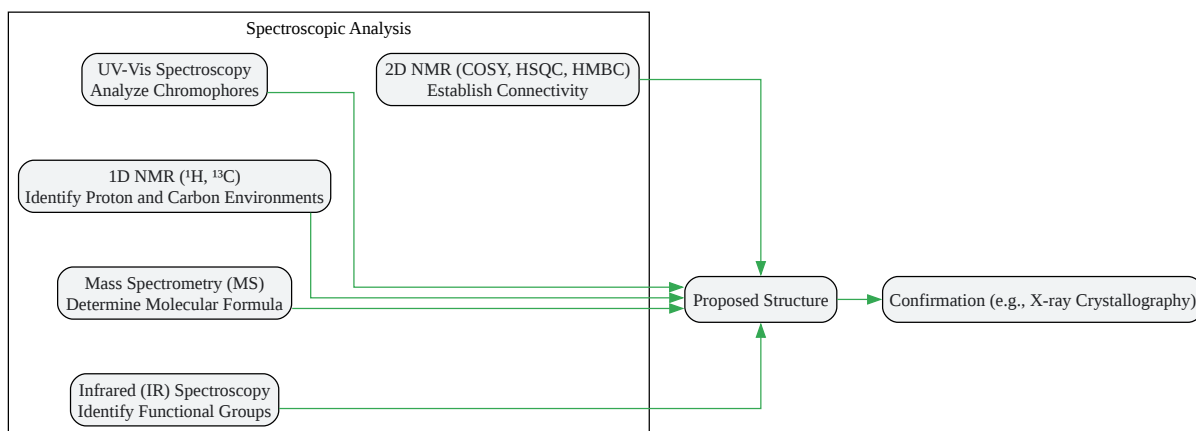 Spectroscopic Analysis
UV-Vis Spectroscopy
Analyze Chromophores
2D NMR (COSY, HSQC, HMBC)
Establish Connectivity
1D NMR (¹H, ¹³C)
Identify Proton and Carbon Environments
Mass Spectrometry (MS)
Determine Molecular Formula
Proposed Structure
Confirmation (e.g., X-ray Crystallography)
Infrared (IR) Spectroscopy
Identify Functional Groups